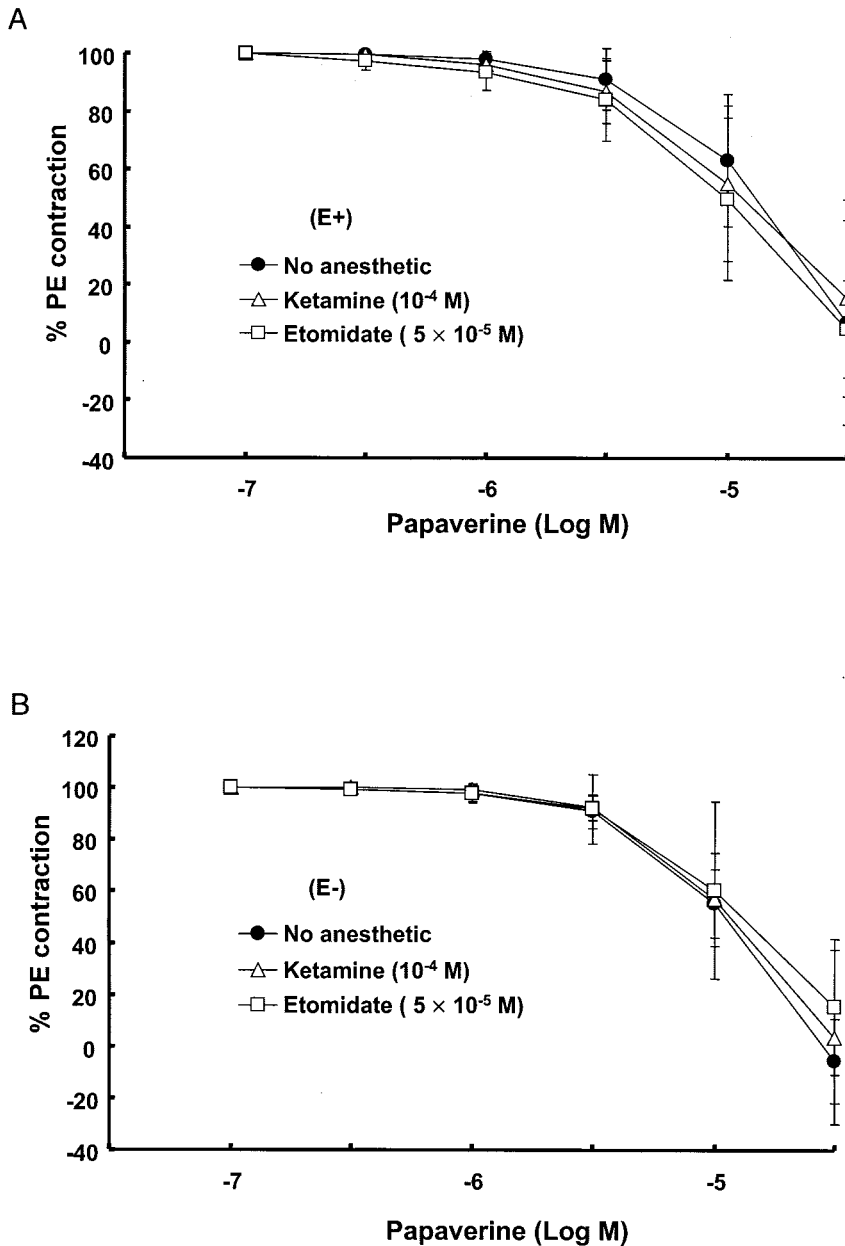 A
100
80
60
40
20
0
-20
-40
% PE contraction
(E+)
No anesthetic
Ketamine (10⁻⁴ M)
Etomidate ( 5 × 10⁻⁵ M)
-7
-6
-5
Papaverine (Log M)
B
120
100
80
60
40
20
0
-20
-40
% PE contraction
(E-)
No anesthetic
Ketamine (10⁻⁴ M)
Etomidate ( 5 × 10⁻⁵ M)
-7
-6
-5
Papaverine (Log M)